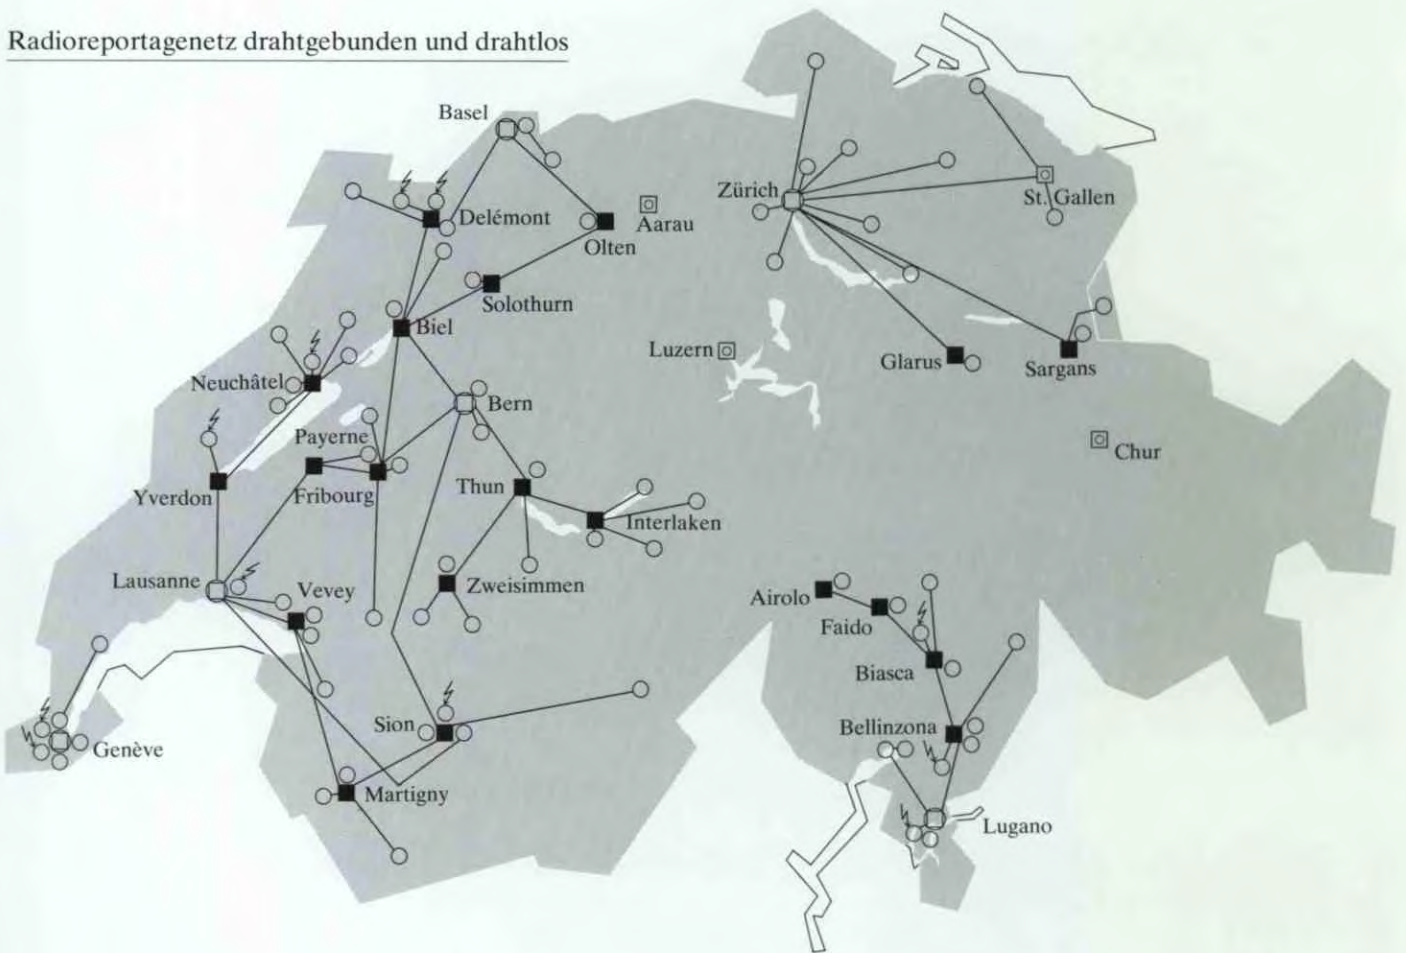 Radioreportagenetz drahtgebunden und drahtlos
Basel
Zürich
St. Gallen
Delémont
Aarau
Olten
Solothurn
Biel
Luzern
Glarus
Sargans
Neuchâtel
Bern
Payerne
Chur
Yverdon
Fribourg
Thun
Interlaken
Lausanne
Vevey
Zweisimmen
Airolo
Faido
Biasca
Sion
Bellinzona
Genève
Martigny
Lugano